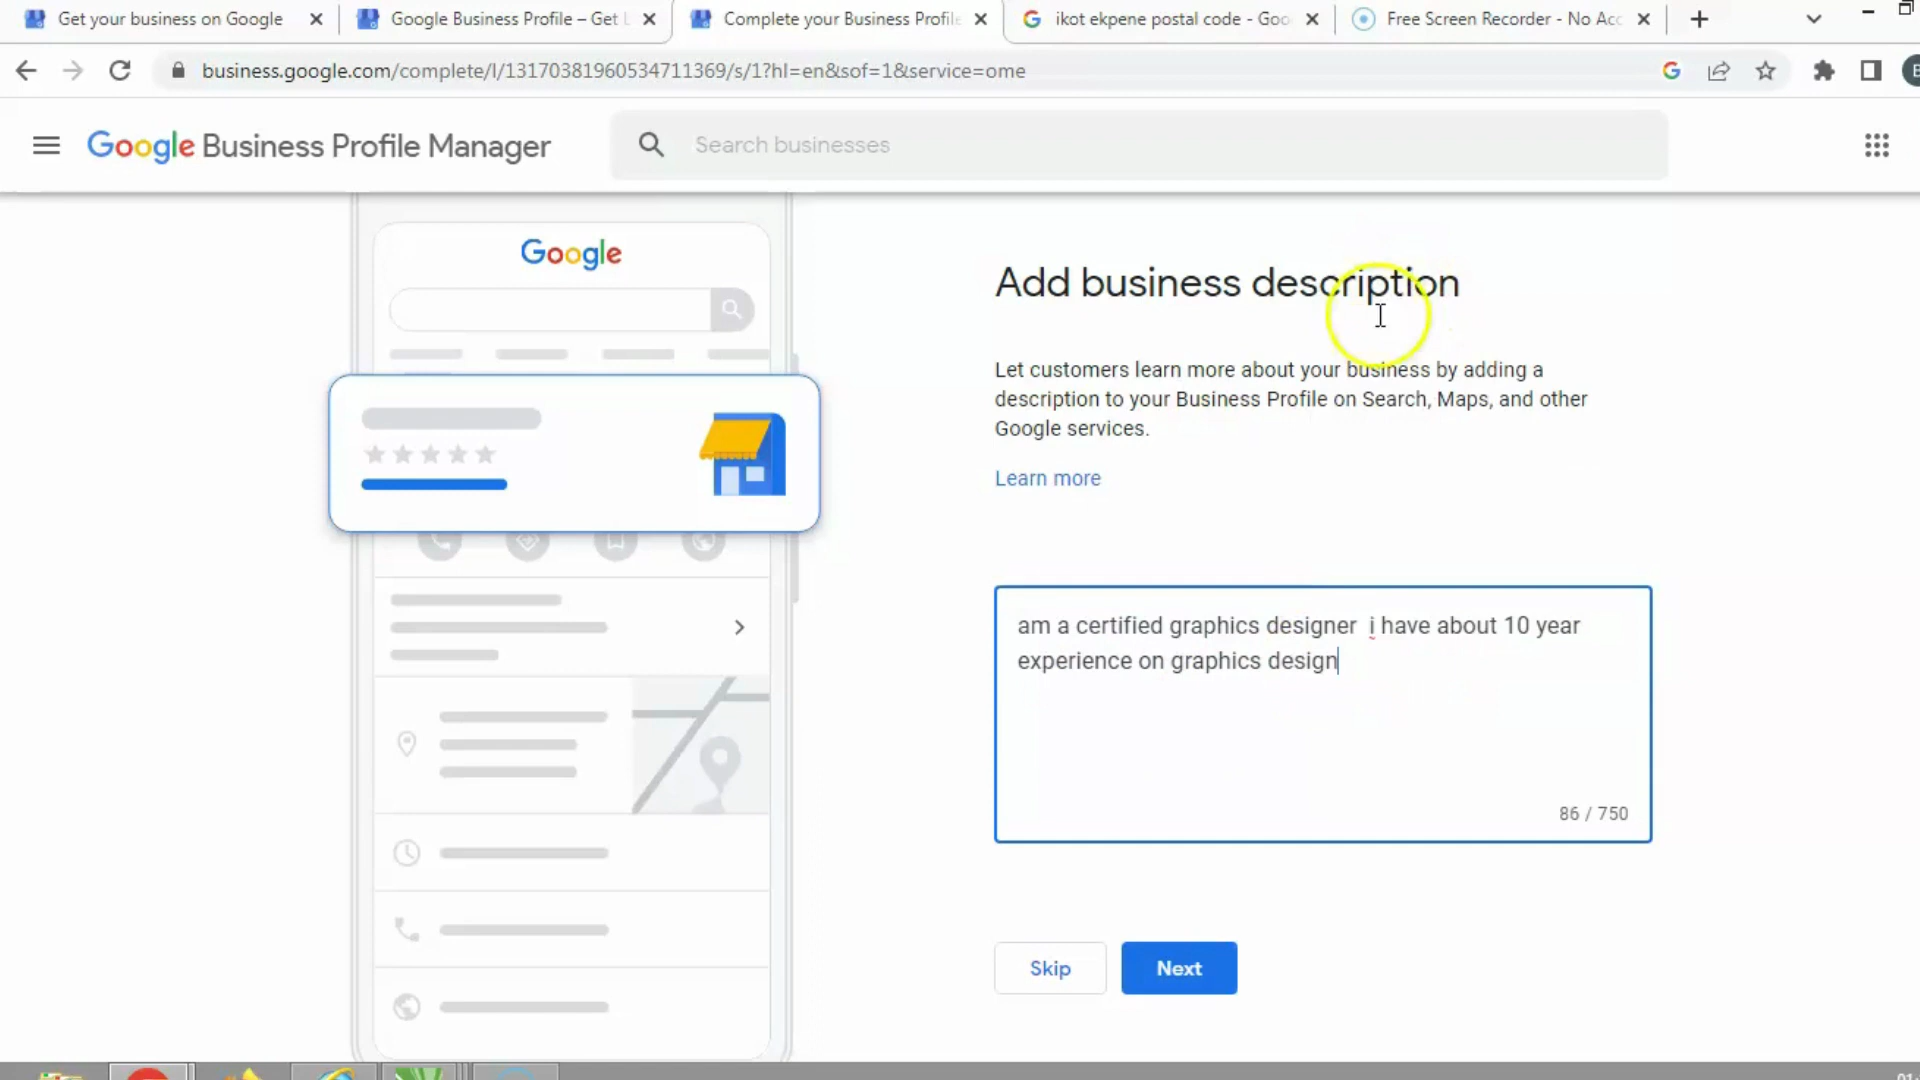 Get your business on Google
Google Business Profile – Get L
Complete your Business Profile
ikot ekpene postal code - Goo
Free Screen Recorder - No Acc
business.google.com/complete/l/13170381960534711369/s/1?hl=en&sof=1&service=ome
Google Business Profile Manager
Search businesses
Google
Add business description
Let customers learn more about your business by adding a
description to your Business Profile on Search, Maps, and other
Google services.
Learn more
am a certified graphics designer  i have about 10 year
experience on graphics design
86 / 750
Skip
Next